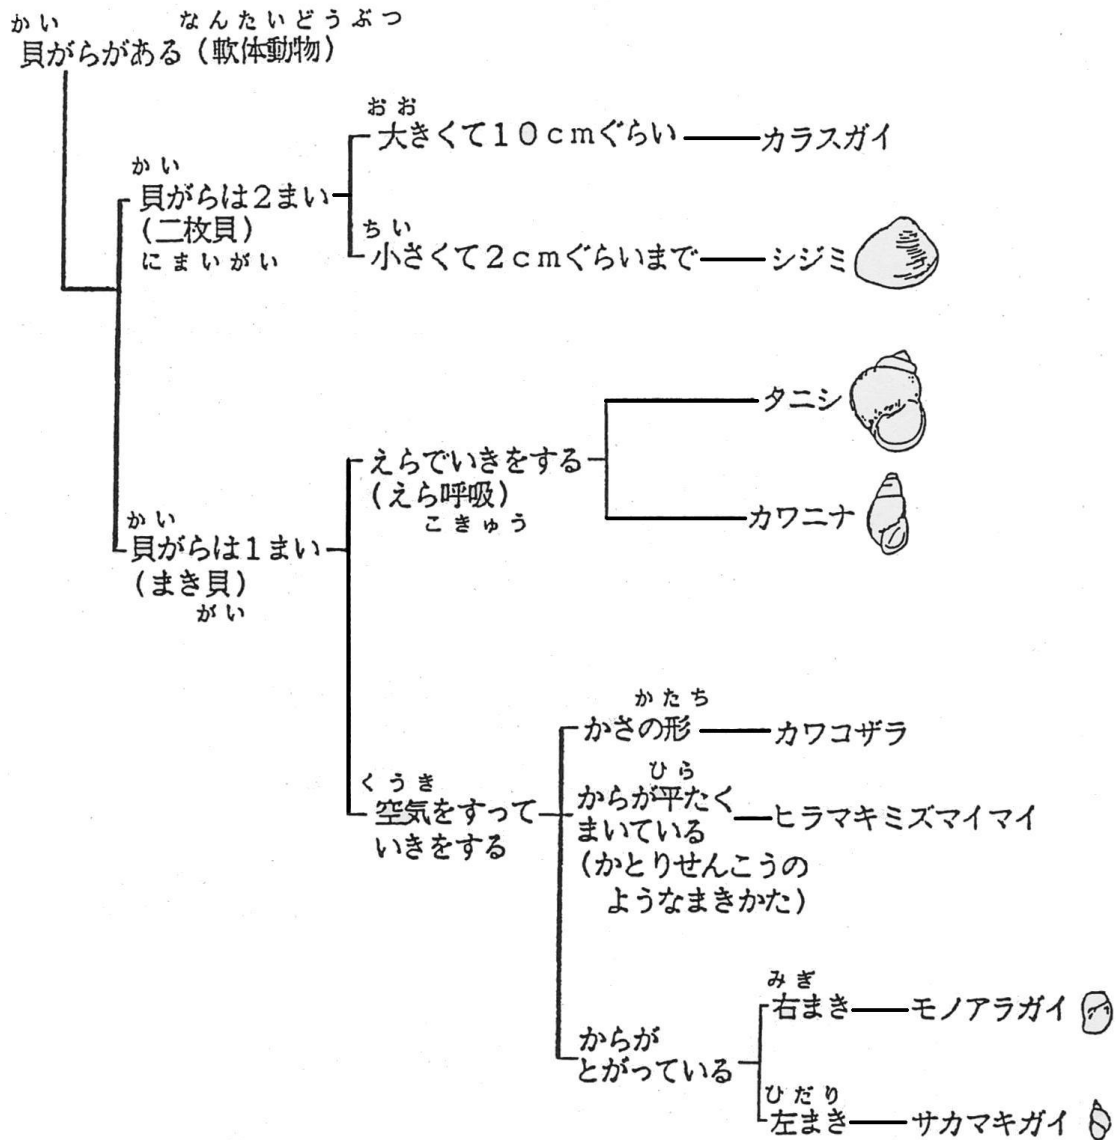 かい なんたいどうぶつ
貝がらがある (軟体動物)
おお
大きくて10cmぐらい
カラスガイ
かい
貝がらは2まい
(二枚貝)
にまいがい
ちい
小さくて2cmぐらいまで
シジミ
タニシ
えらでいきをする
(えら呼吸)
こきゅう
カワニナ
かい
貝がらは1まい
(まき貝)
がい
かたち
かさの形
カワコザラ
くうき
空気をすって
いきをする
ひら
からが平たく
まいている
(かとりせんこうの
ようなまきかた)
ヒラマキミズマイマイ
みぎ
右まき
モノアラガイ
からが
とがっている
ひだり
左まき
サカマキガイ